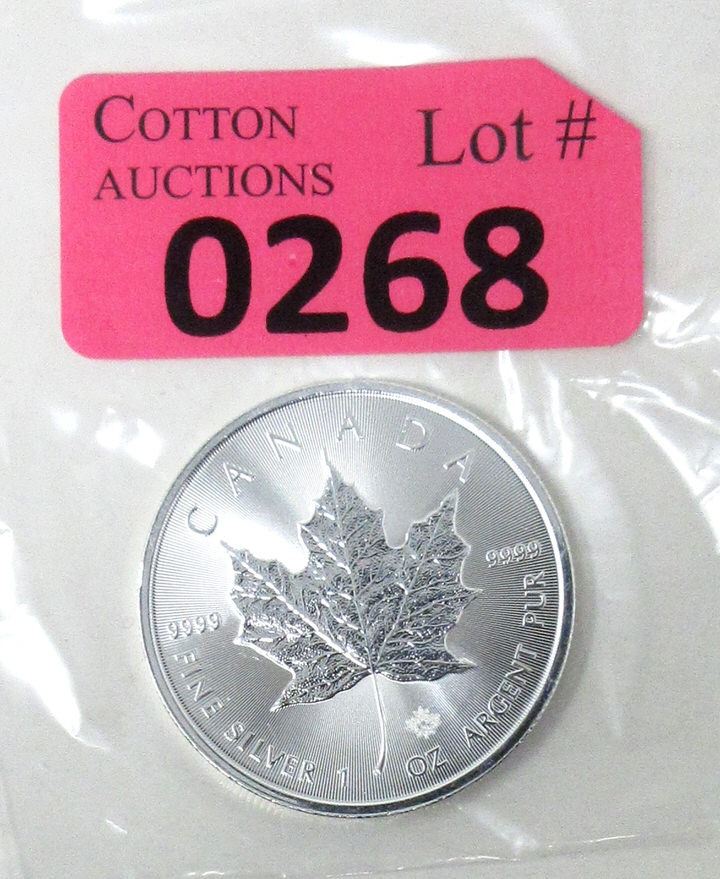 COTTON
AUCTIONS
Lot #
0268
CANADA
9999
9999
FINE SILVER 1 OZ ARGENT PUR